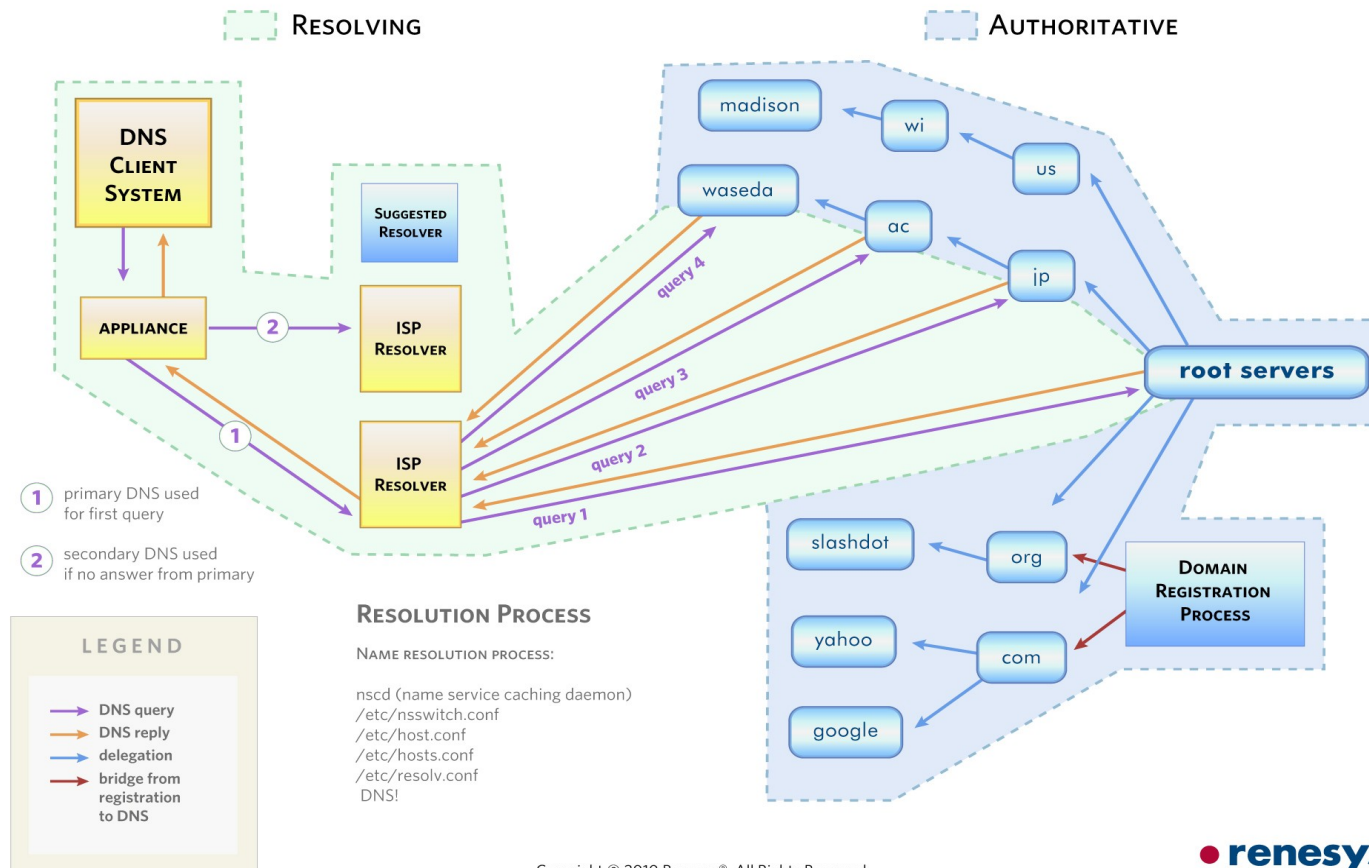 RESOLVING
AUTHORITATIVE
DNS
CLIENT
SYSTEM
SUGGESTED
RESOLVER
APPLIANCE
2
ISP
RESOLVER
1
ISP
RESOLVER
query 4
query 3
query 2
query 1
madison
wi
us
waseda
ac
jp
root servers
slashdot
org
yahoo
com
google
DOMAIN
REGISTRATION
PROCESS
1 primary DNS used
for first query
2 secondary DNS used
if no answer from primary
LEGEND
DNS query
DNS reply
delegation
bridge from
registration
to DNS
RESOLUTION PROCESS
NAME RESOLUTION PROCESS:
nscd (name service caching daemon)
/etc/nsswitch.conf
/etc/host.conf
/etc/hosts.conf
/etc/resolv.conf
DNS!
renesy